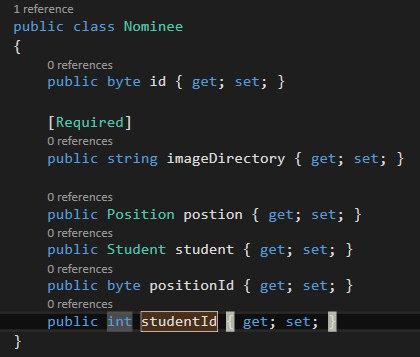 1 reference
public class Nominee
{
0 references
public byte id { get; set; }
[Required]
0 references
public string imageDirectory { get; set; }
0 references
public Position postion { get; set; }
0 references
public Student student { get; set; }
0 references
public byte positionId { get; set; }
0 references
public int studentId { get; set; }
}